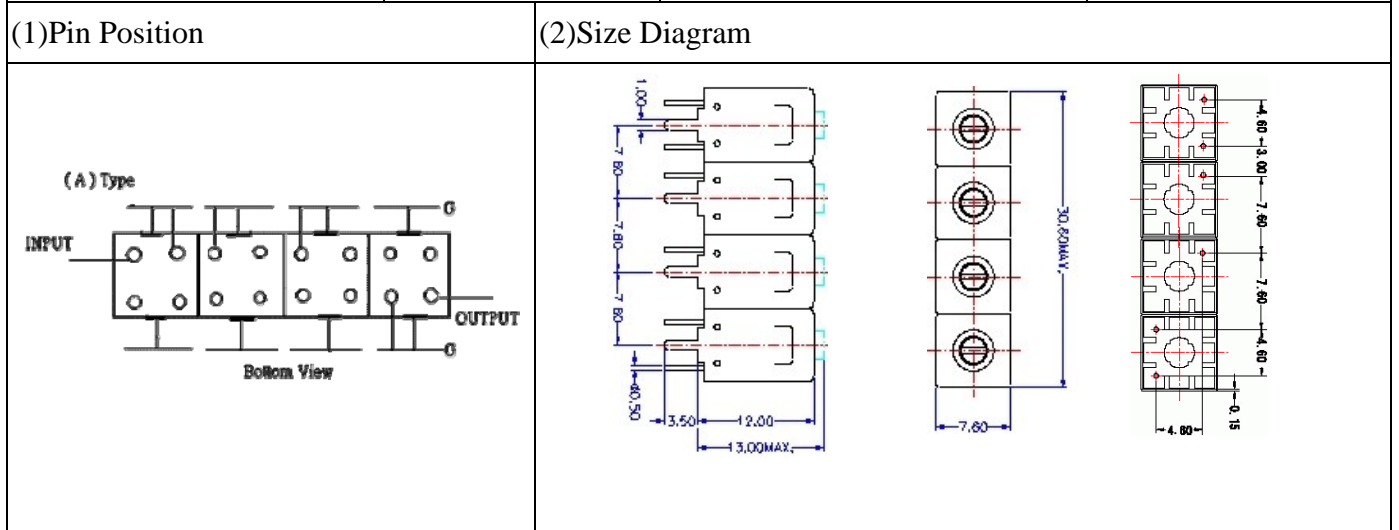 (1)Pin Position
(2)Size Diagram
(A) Type
G
INPUT
OUTPUT
G
Bottom View
1.00
7.80
7.80
7.80
Φ0.50
3.50
12.00
13.00MAX.
30.80MAX.
7.60
4.60
3.00
7.60
7.60
4.60
0.15
4.60